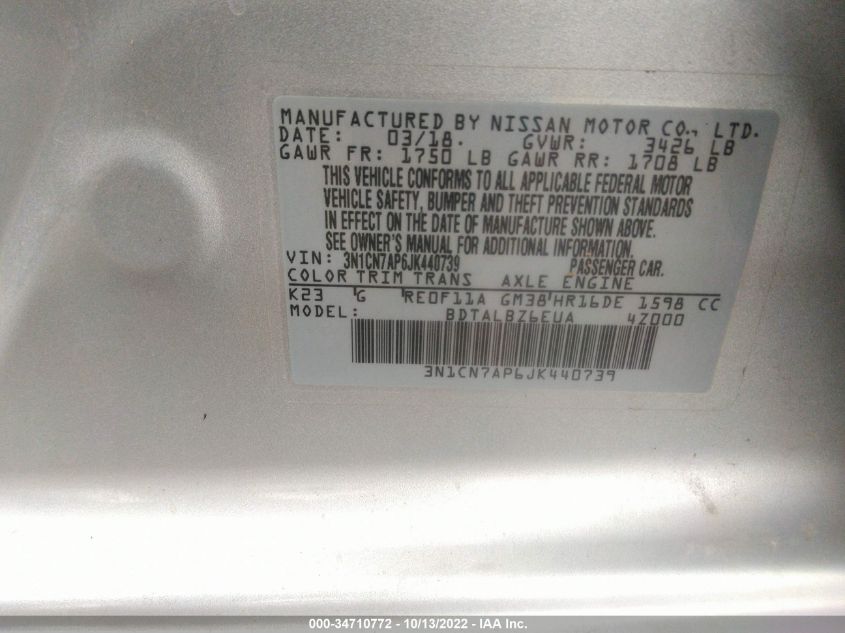 MANUFACTURED BY NISSAN MOTOR CO., LTD.
DATE: 03/18. GVWR: 3426 LB
GAWR FR: 1750 LB GAWR RR: 1708 LB
THIS VEHICLE CONFORMS TO ALL APPLICABLE FEDERAL MOTOR
VEHICLE SAFETY, BUMPER AND THEFT PREVENTION STANDARDS
IN EFFECT ON THE DATE OF MANUFACTURE SHOWN ABOVE.
SEE OWNER'S MANUAL FOR ADDITIONAL INFORMATION.
VIN: 3N1CN7AP6JK440739 PASSENGER CAR.
COLOR TRIM TRANS AXLE ENGINE
K23 G RE0F11A GM38 HR16DE 1598 CC
MODEL: BDTALBZ6EUA 4Z000
3N1CN7AP6JK440739
000-34710772 - 10/13/2022 - IAA Inc.